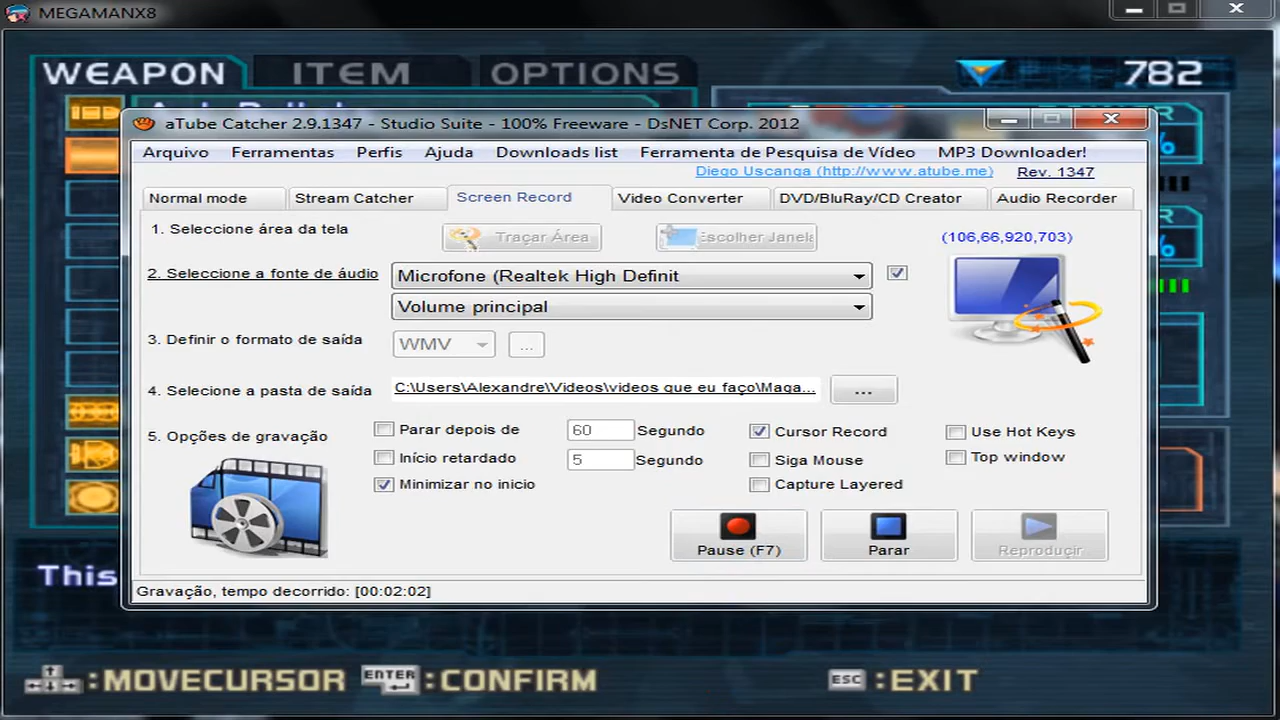 MEGAMANX8
WEAPON ITEM OPTIONS 782
aTube Catcher 2.9.1347 - Studio Suite - 100% Freeware - DsNET Corp. 2012
Arquivo Ferramentas Perfis Ajuda Downloads list Ferramenta de Pesquisa de Vídeo MP3 Downloader!
Diego Uscanga (http://www.atube.me) Rev. 1347
Normal mode Stream Catcher Screen Record Video Converter DVD/BluRay/CD Creator Audio Recorder
1. Seleccione área da tela Traçar Área Escolher Janela (106,66,920,703)
2. Seleccione a fonte de áudio Microfone (Realtek High Definit
Volume principal
3. Definir o formato de saída WMV ...
4. Selecione a pasta de saída C:\Users\Alexandre\Videos\videos que eu faço\Maga... ...
5. Opções de gravação Parar depois de 60 Segundo Cursor Record Use Hot Keys
Início retardado 5 Segundo Siga Mouse Top window
Minimizar no inicio Capture Layered
Pause (F7) Parar Reproduçir
This
Gravação, tempo decorrido: [00:02:02]
:MOVECURSOR ENTER :CONFIRM ESC :EXIT